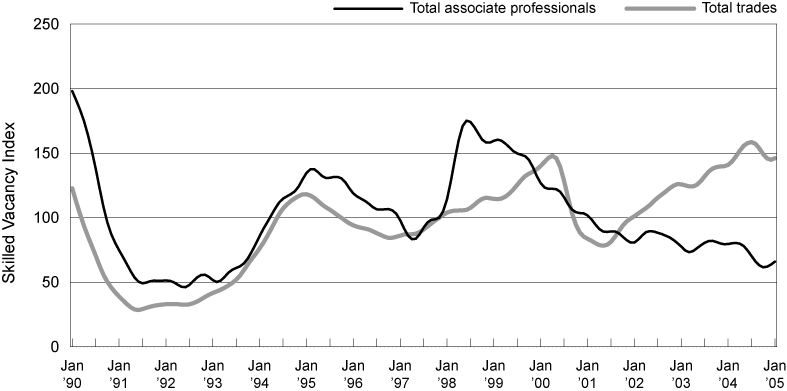 Total associate professionals Total trades
250
200
150
100
50
0
Skilled Vacancy Index
Jan Jan Jan Jan Jan Jan Jan Jan Jan Jan Jan Jan Jan Jan Jan Jan
’90 ’91 ’92 ’93 ’94 ’95 ’96 ’97 ’98 ’99 ’00 ’01 ’02 ’03 ’04 ’05